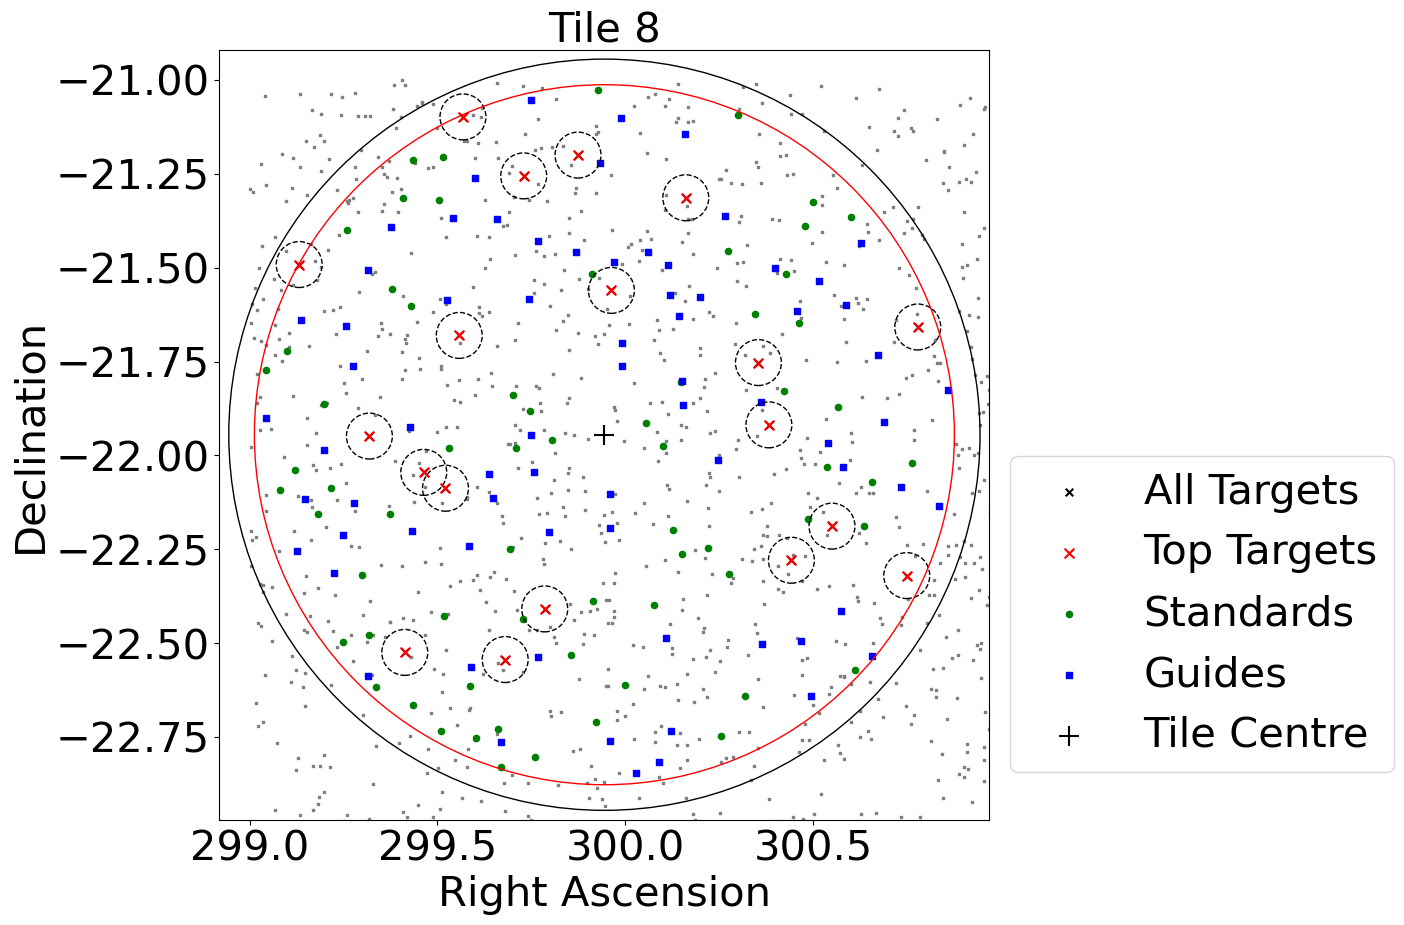 Tile 8
−21.00
−21.25
−21.50
−21.75
−22.00
−22.25
−22.50
−22.75
Declination
299.0 299.5 300.0 300.5
Right Ascension
All Targets
Top Targets
Standards
Guides
Tile Centre